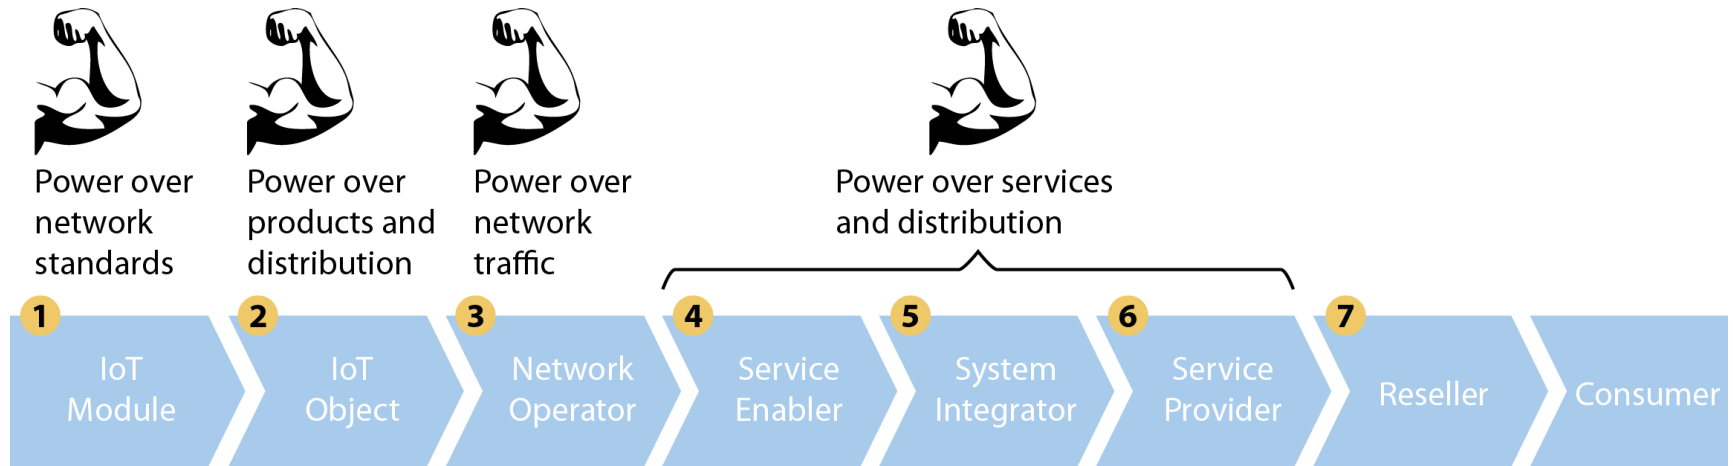 Power over
network
standards
Power over
products and
distribution
Power over
network
traffic
Power over services
and distribution
1
IoT
Module
2
IoT
Object
3
Network
Operator
4
Service
Enabler
5
System
Integrator
6
Service
Provider
7
Reseller
Consumer